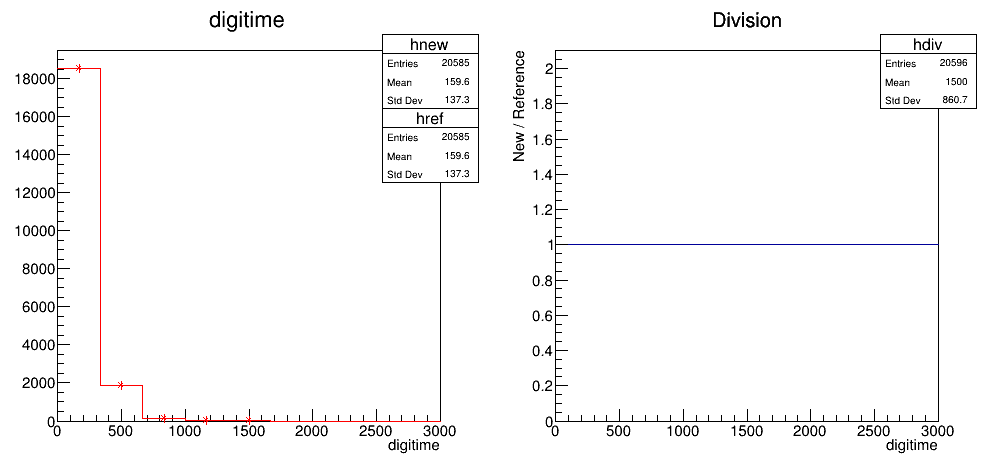 digitime
hnew
Entries 20585
Mean 159.6
Std Dev 137.3
href
Entries 20585
Mean 159.6
Std Dev 137.3
18000
16000
14000
12000
10000
8000
6000
4000
2000
0
0 500 1000 1500 2000 2500 3000
digitime
Division
hdiv
Entries 20596
Mean 1500
Std Dev 860.7
New / Reference
2
1.8
1.6
1.4
1.2
1
0.8
0.6
0.4
0.2
0
0 500 1000 1500 2000 2500 3000
digitime